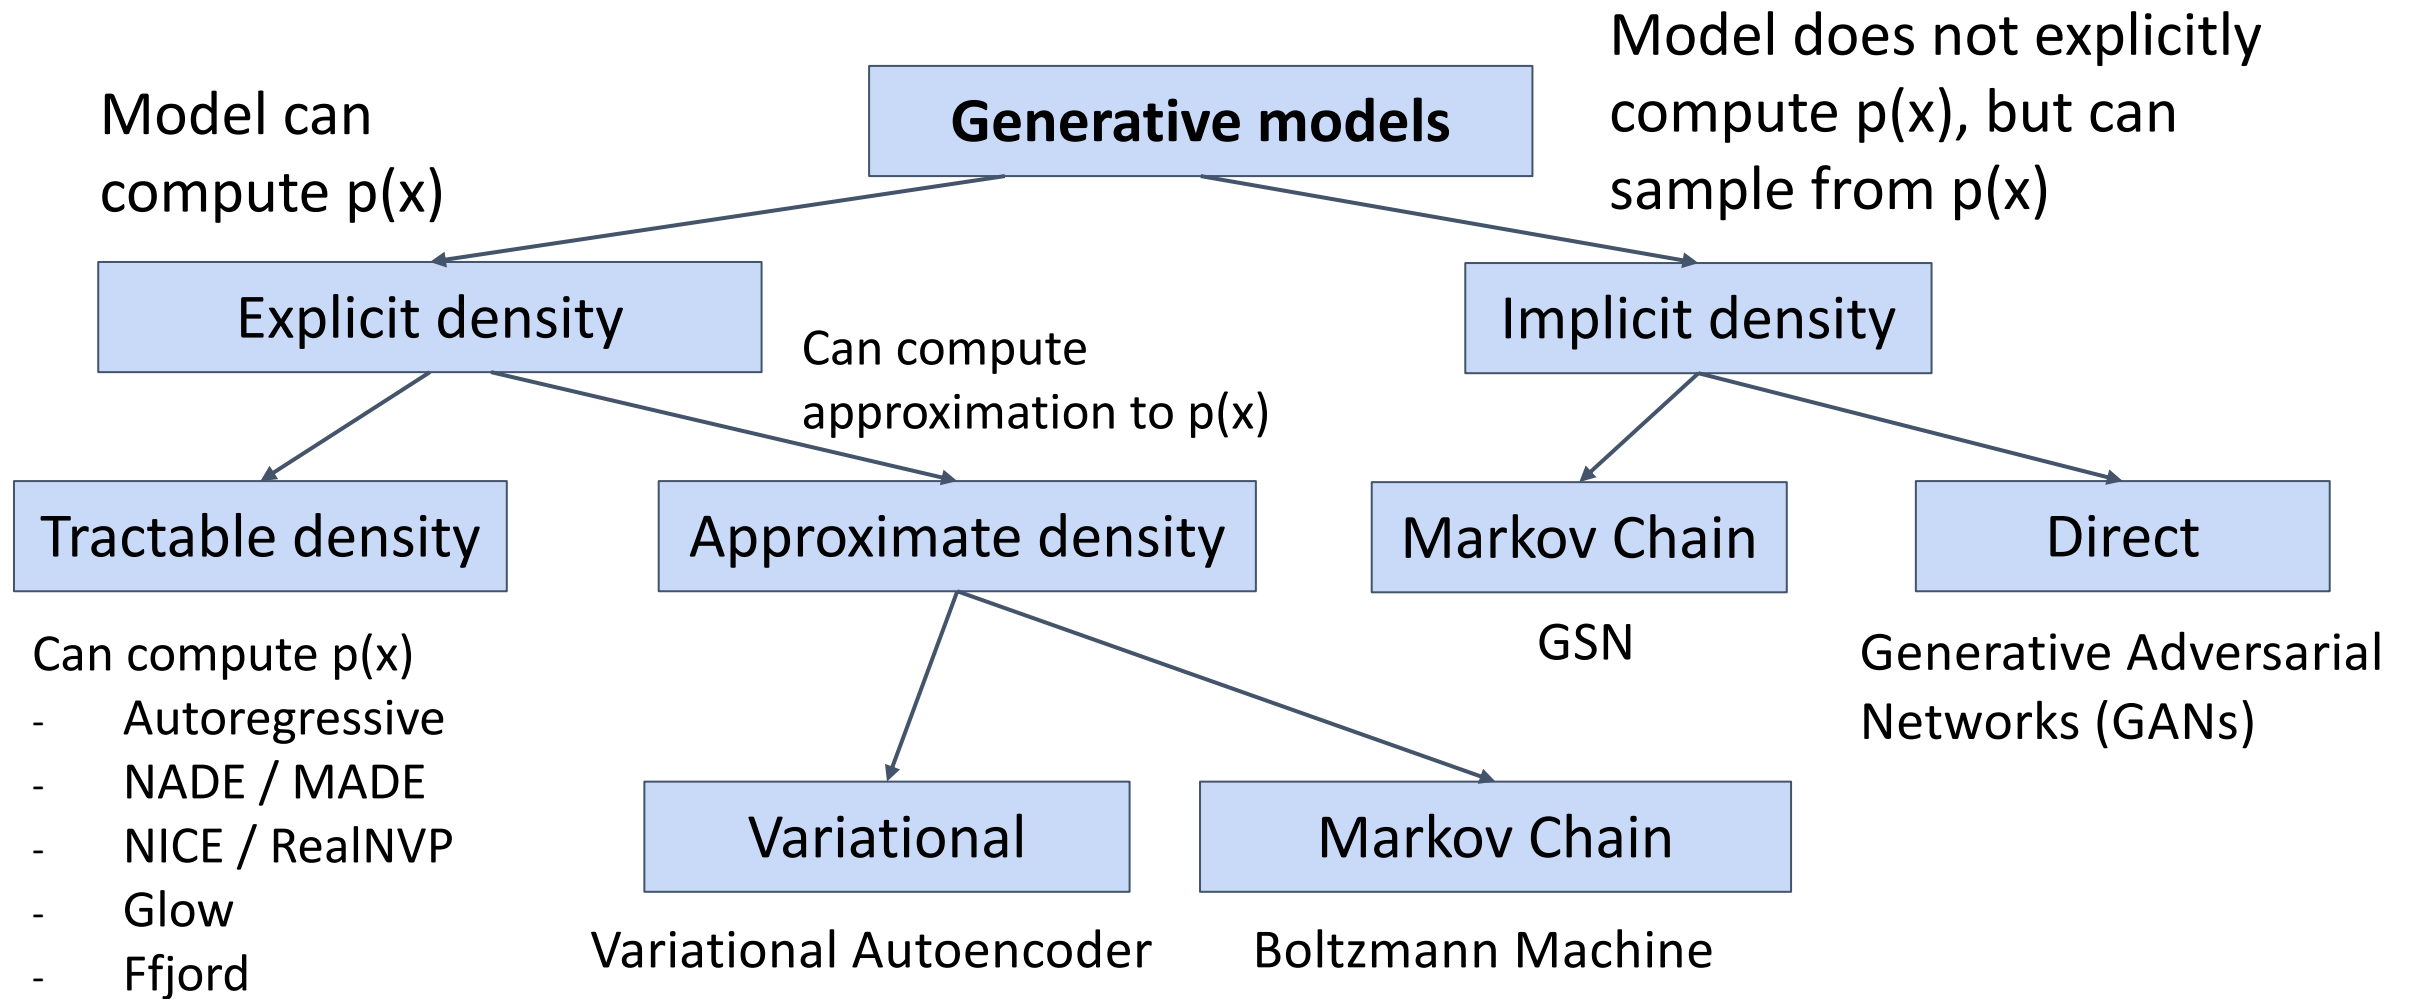 Model can
compute p(x)
Generative models
Model does not explicitly
compute p(x), but can
sample from p(x)
Explicit density
Can compute
approximation to p(x)
Implicit density
Tractable density
Approximate density
Markov Chain
Direct
Can compute p(x)
- Autoregressive
- NADE / MADE
- NICE / RealNVP
- Glow
- Ffjord
GSN
Generative Adversarial
Networks (GANs)
Variational
Markov Chain
Variational Autoencoder
Boltzmann Machine